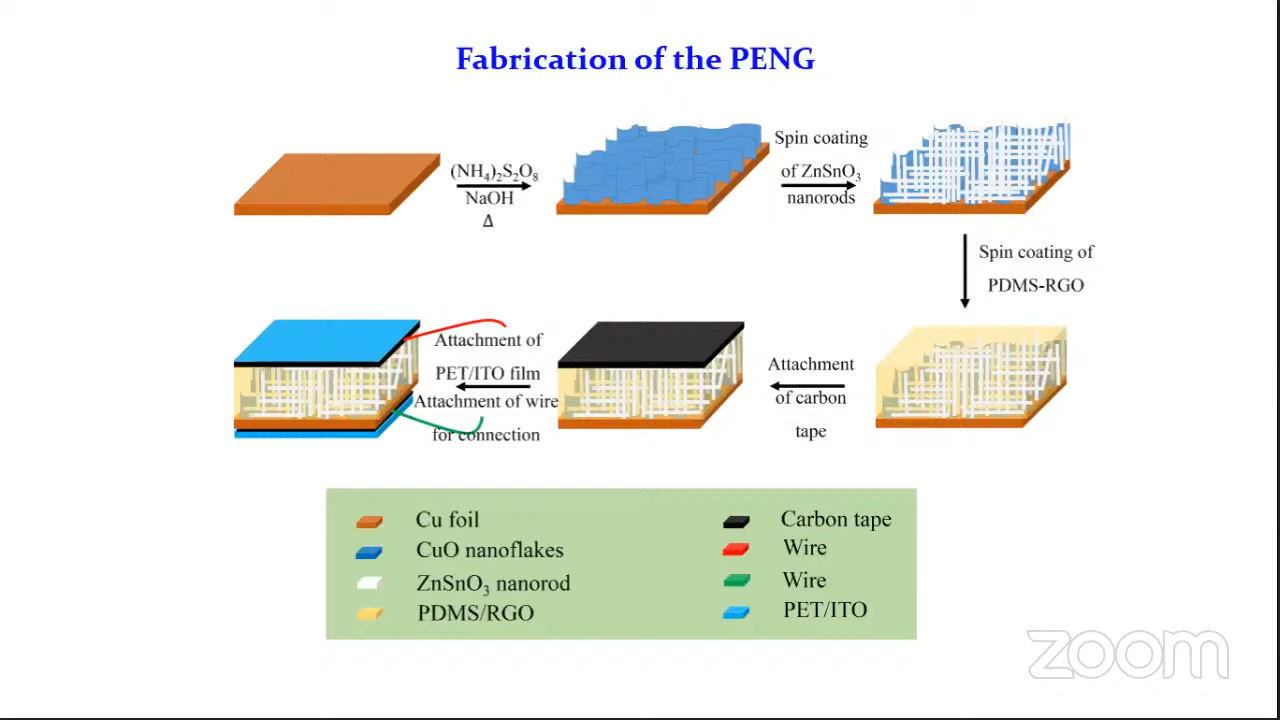 Fabrication of the PENG
(NH₄)₂S₂O₈
NaOH
Δ
Spin coating
of ZnSnO₃
nanorods
Spin coating of
PDMS-RGO
Attachment
of carbon
tape
Attachment of
PET/ITO film
Attachment of wire
for connection
Cu foil
CuO nanoflakes
ZnSnO₃ nanorod
PDMS/RGO
Carbon tape
Wire
Wire
PET/ITO
zoom